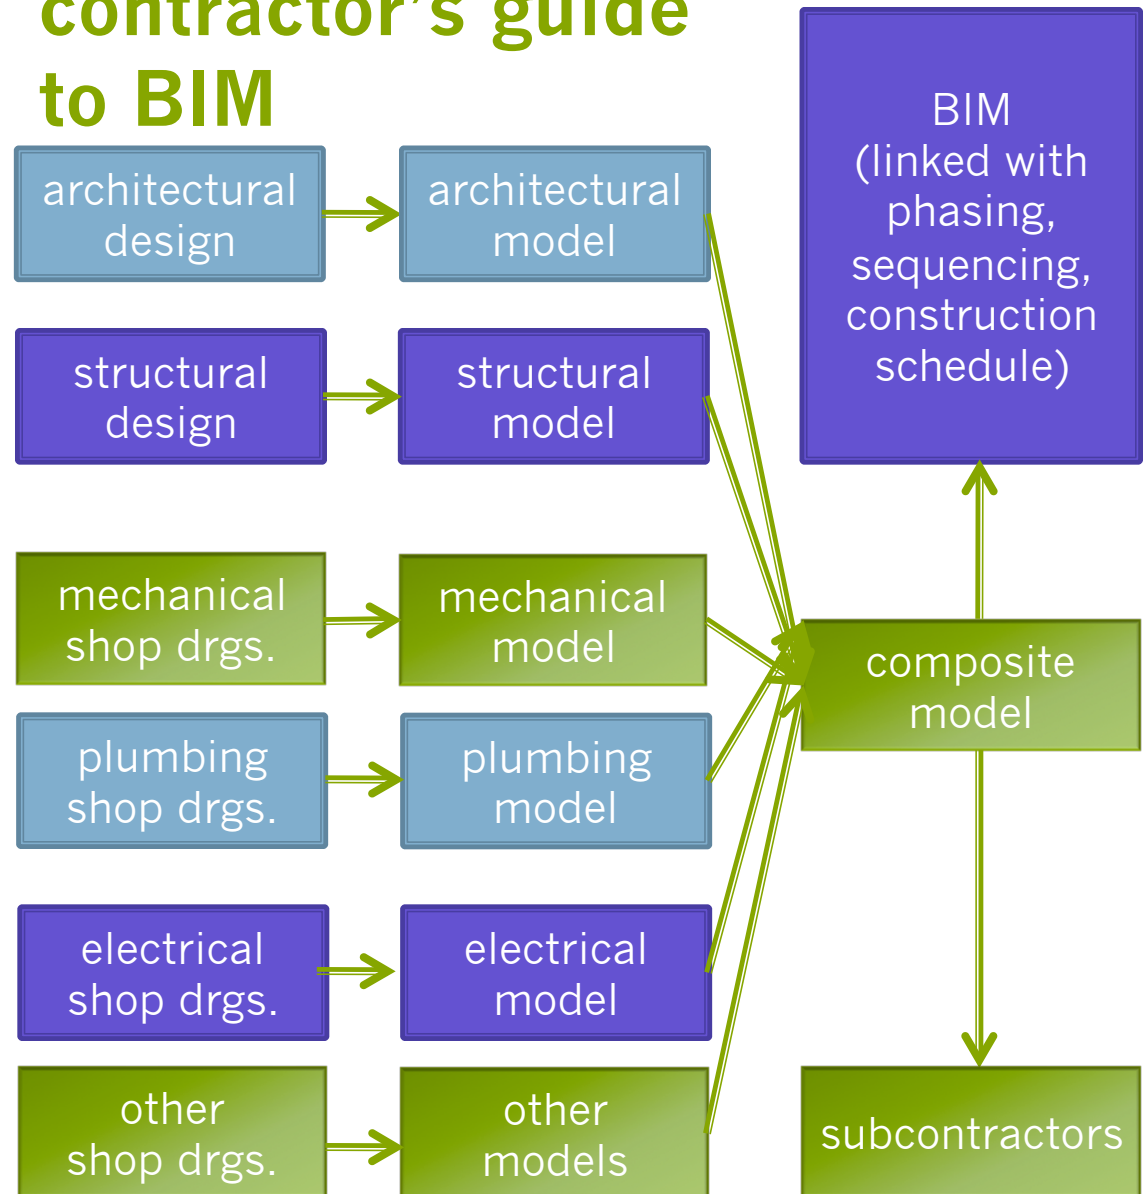 contractor's guide
to BIM
architectural
design
architectural
model
BIM
(linked with
phasing,
sequencing,
construction
schedule)
structural
design
structural
model
mechanical
shop drgs.
mechanical
model
composite
model
plumbing
shop drgs.
plumbing
model
electrical
shop drgs.
electrical
model
other
shop drgs.
other
models
subcontractors